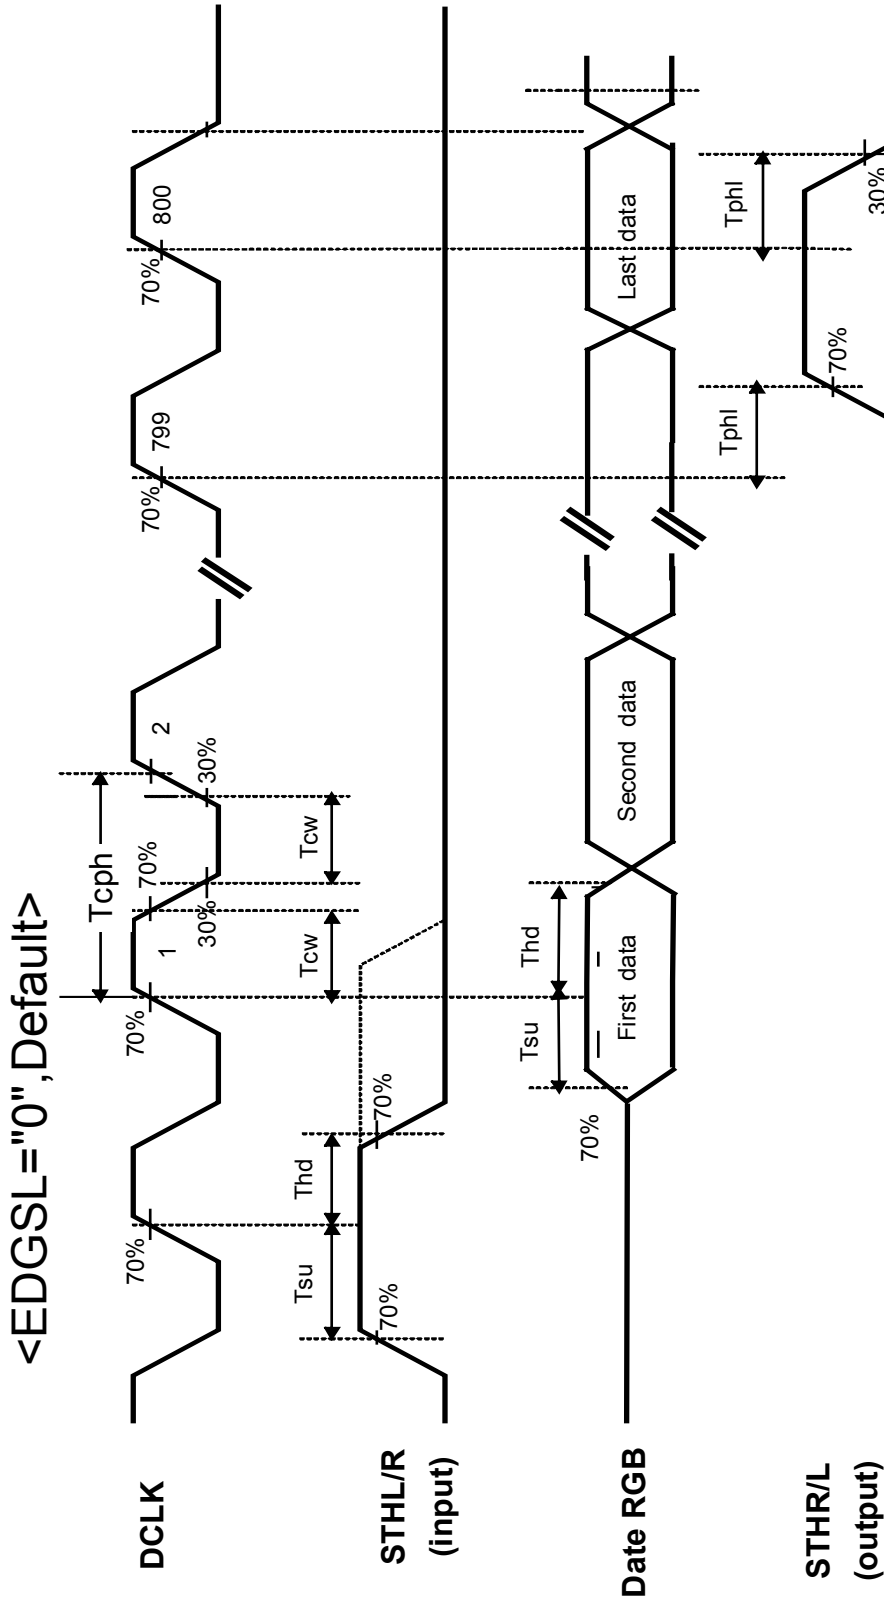 <EDGSL="0",Default>
Tcph
DCLK
70%
70%
1
70%
30%
30%
2
70%
799
70%
800
Tcw
Tcw
STHL/R
(input)
Tsu
Thd
70%
70%
Date RGB
70%
Tsu
Thd
First data
Second data
Last data
STHR/L
(output)
Tphl
Tphl
70%
30%